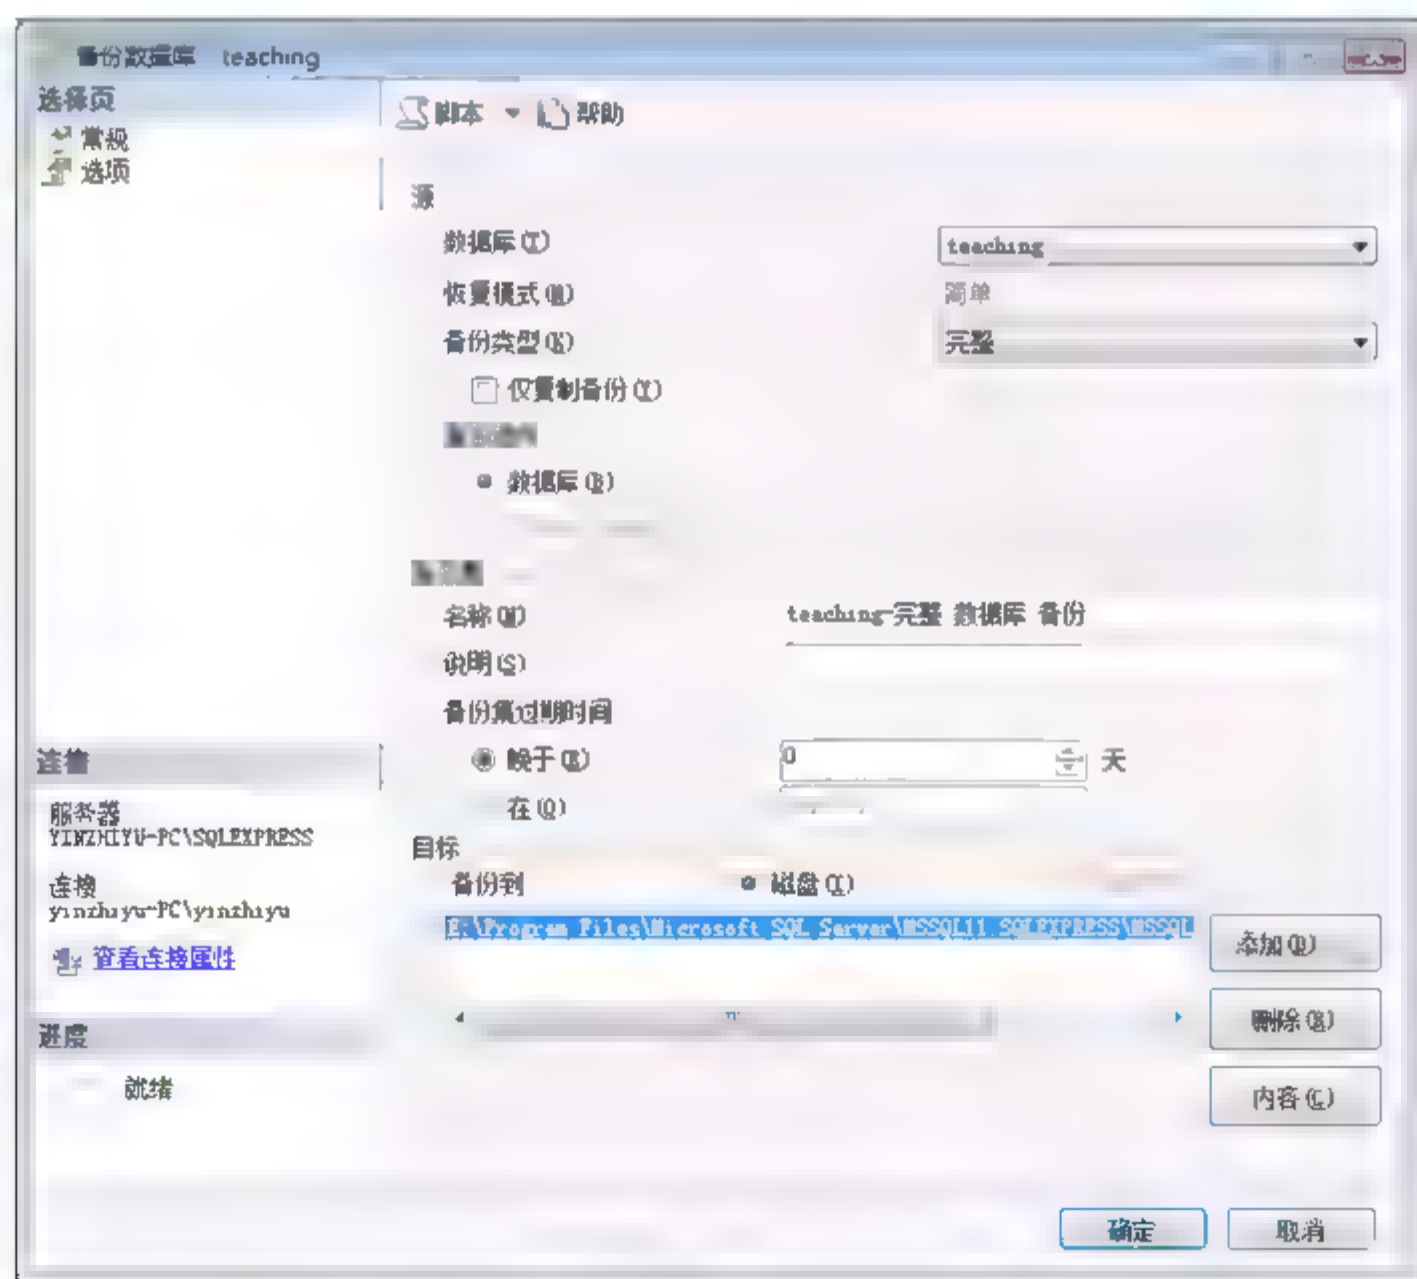 备份数据库 teaching
选择页
常规
选项
脚本 帮助
源
数据库(T) teaching
恢复模式(M) 简单
备份类型(K) 完整
仅复制备份(Y)
数据库(B)
名称(N) teaching-完整 数据库 备份
说明(S)
备份集过期时间
晚于(E) 0 天
在(O)
目标
备份到 磁盘(I)
E:\Program Files\Microsoft SQL Server\MSSQL11.SQLEXPRESS\MSSQL
添加(D)
删除(R)
内容(C)
连接
服务器
YINZHIYU-PC\SQLEXPRESS
连接
yinzhiyu-PC\yinzhiyu
查看连接属性
进度
就绪
确定 取消